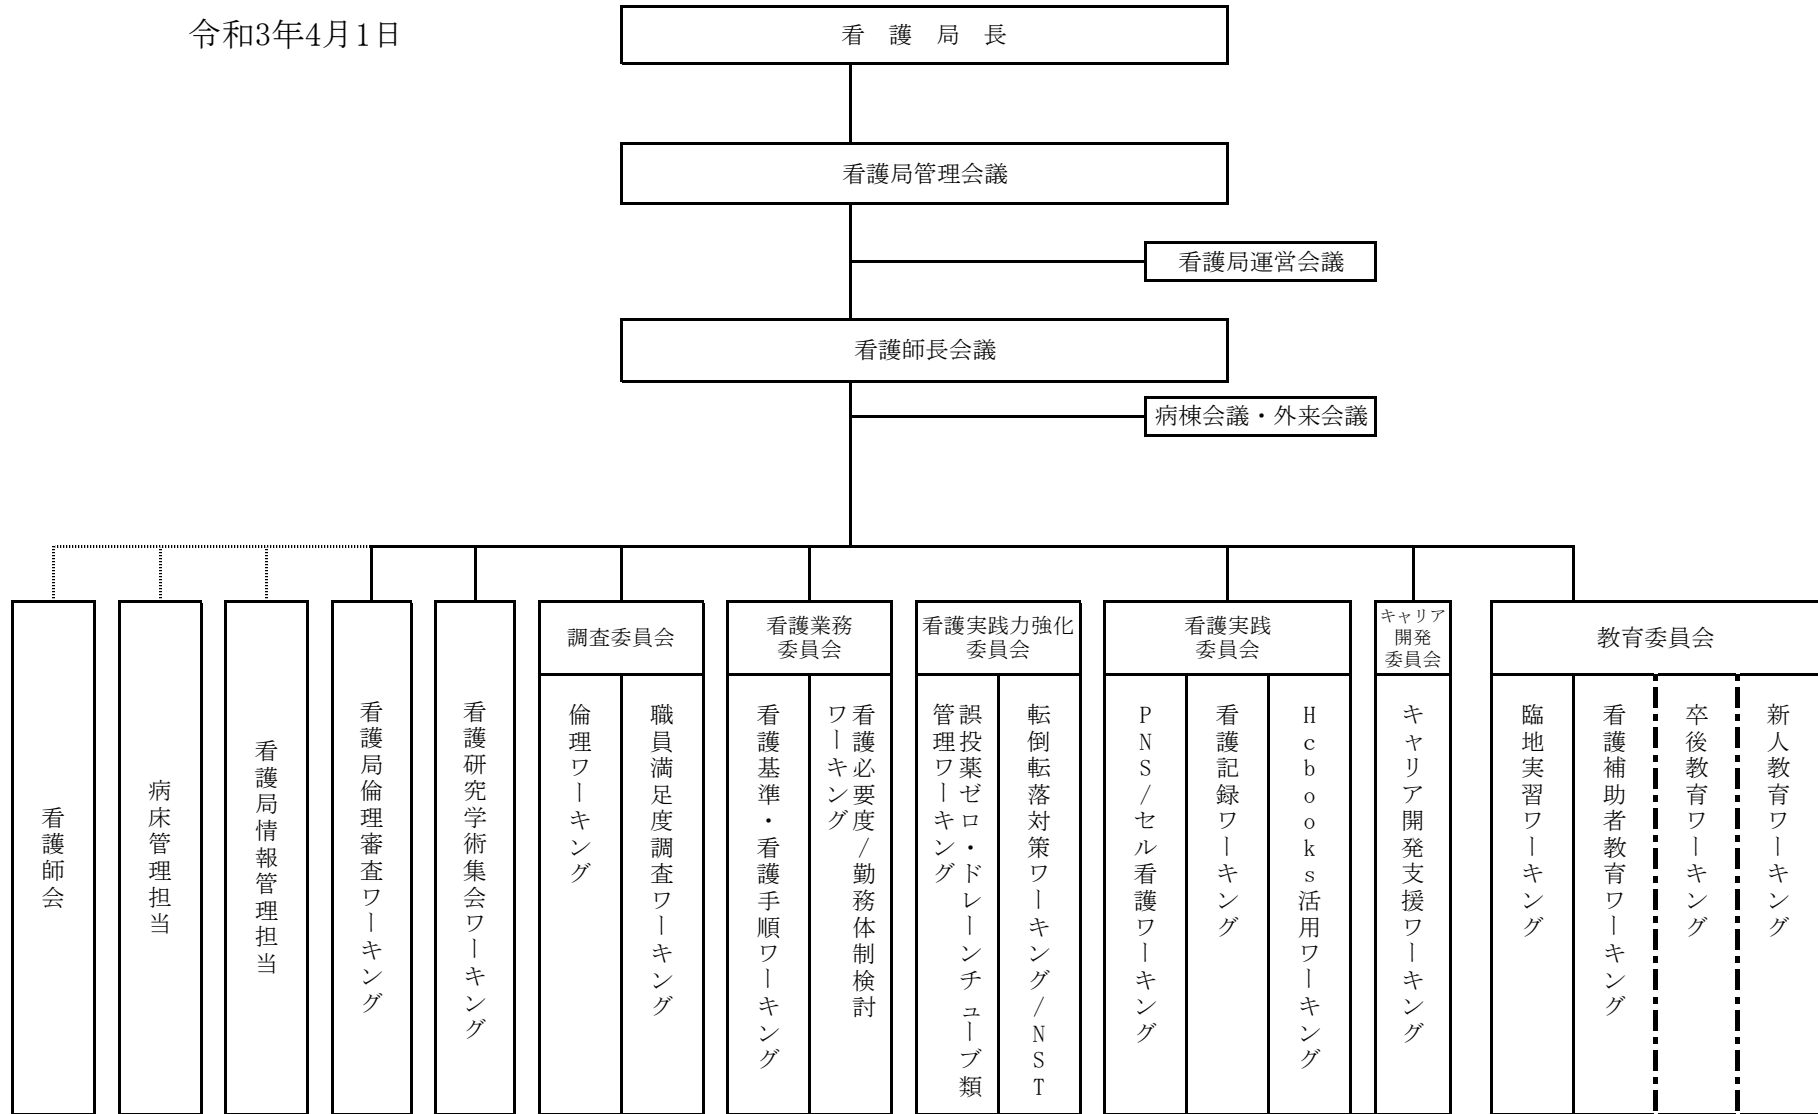 令和3年4月1日
看護局長
看護局管理会議
看護局運営会議
看護師長会議
病棟会議・外来会議
看護師会
病床管理担当
看護局情報管理担当
看護局倫理審査ワーキング
看護研究学術集会ワーキング
調査委員会
倫理ワーキング
職員満足度調査ワーキング
看護業務
委員会
看護基準・看護手順ワーキング
看護必要度/勤務体制検討
ワーキング
看護実践力強化
委員会
誤投薬ゼロ・ドレーンチューブ類
管理ワーキング
転倒転落対策ワーキング/NST
看護実践
委員会
PNS/セル看護ワーキング
看護記録ワーキング
Hcbooks活用ワーキング
キャリア
開発
委員会
キャリア開発支援ワーキング
教育委員会
臨地実習ワーキング
看護補助者教育ワーキング
卒後教育ワーキング
新人教育ワーキング